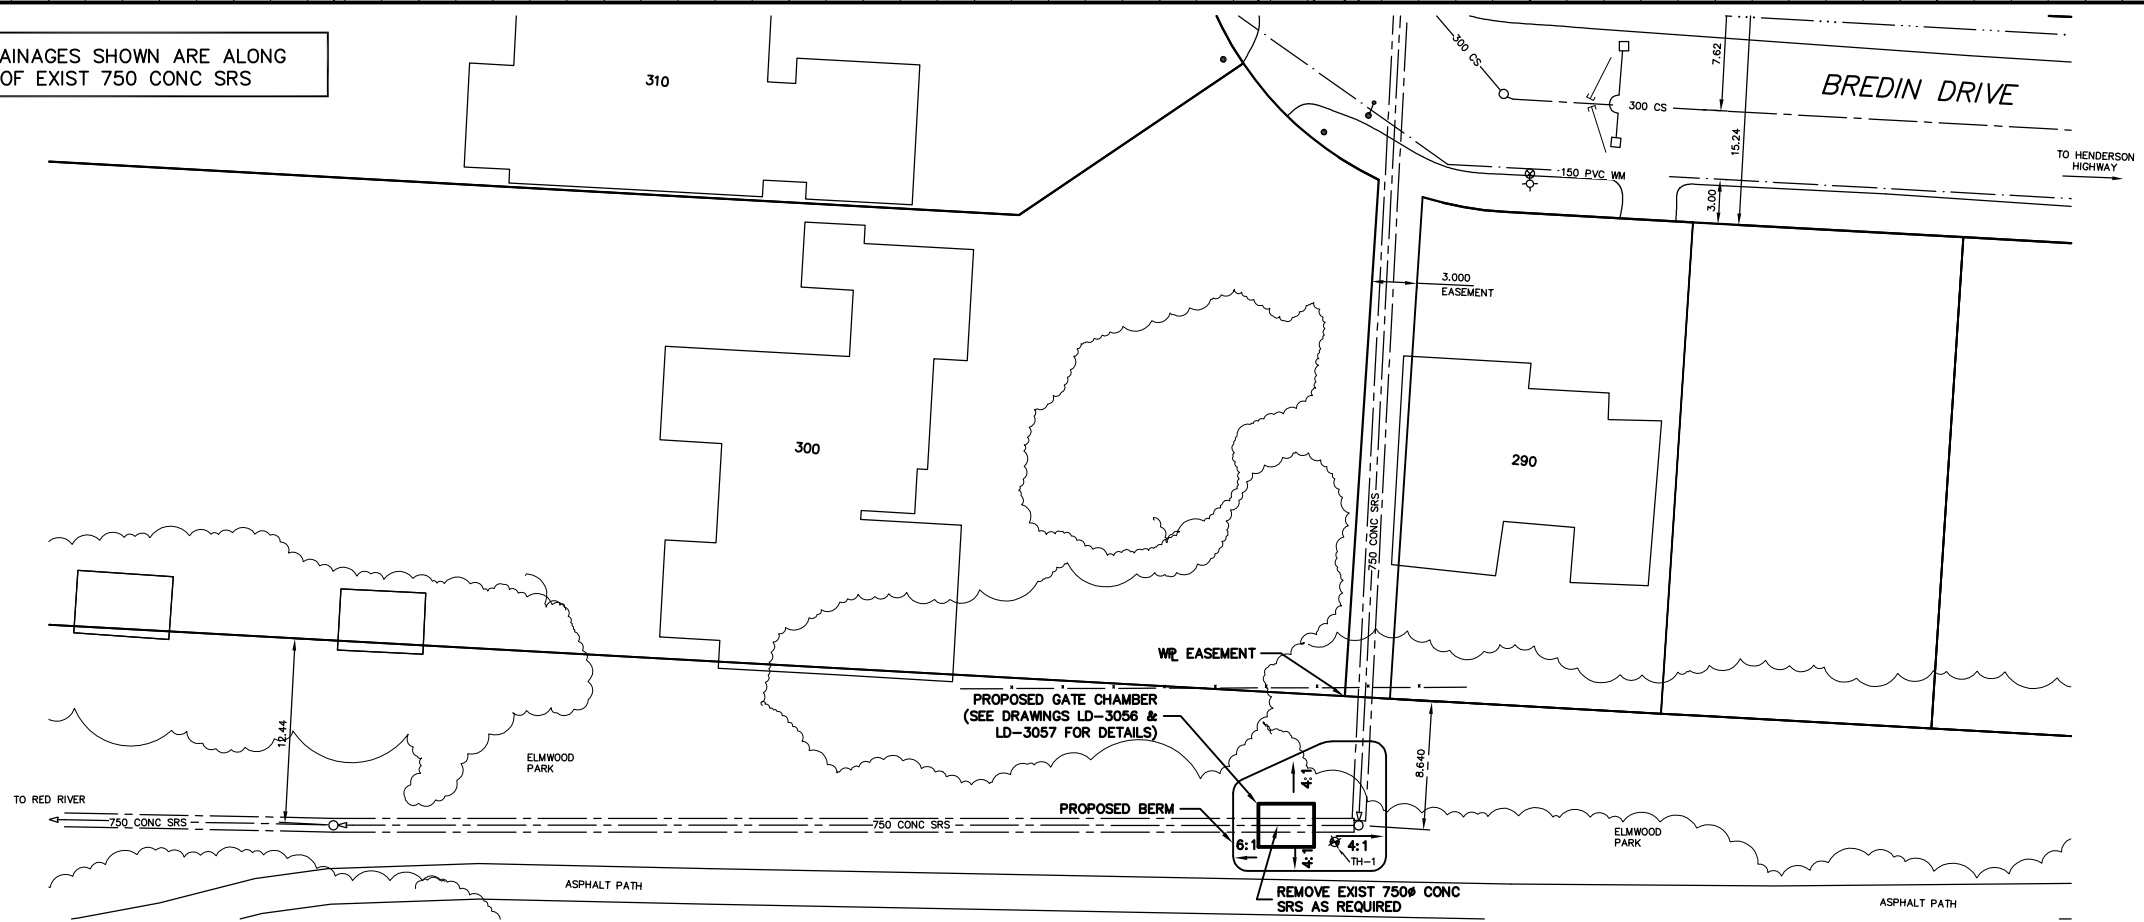 AINAGES SHOWN ARE ALONG
OF EXIST 750 CONC SRS
310
300 CS
7.62
BREDIN DRIVE
300 CS
15.24
TO HENDERSON
HIGHWAY
150 PVC WM
3.00
3.000
EASEMENT
300
290
750 CONC SRS
WPL EASEMENT
PROPOSED GATE CHAMBER
(SEE DRAWINGS LD-3056 &
LD-3057 FOR DETAILS)
12.44
ELMWOOD
PARK
8.640
4:1
TO RED RIVER
PROPOSED BERM
750 CONC SRS
750 CONC SRS
ELMWOOD
PARK
6:1
4:1
4:1
TH-1
ASPHALT PATH
REMOVE EXIST 750ø CONC
SRS AS REQUIRED
ASPHALT PATH